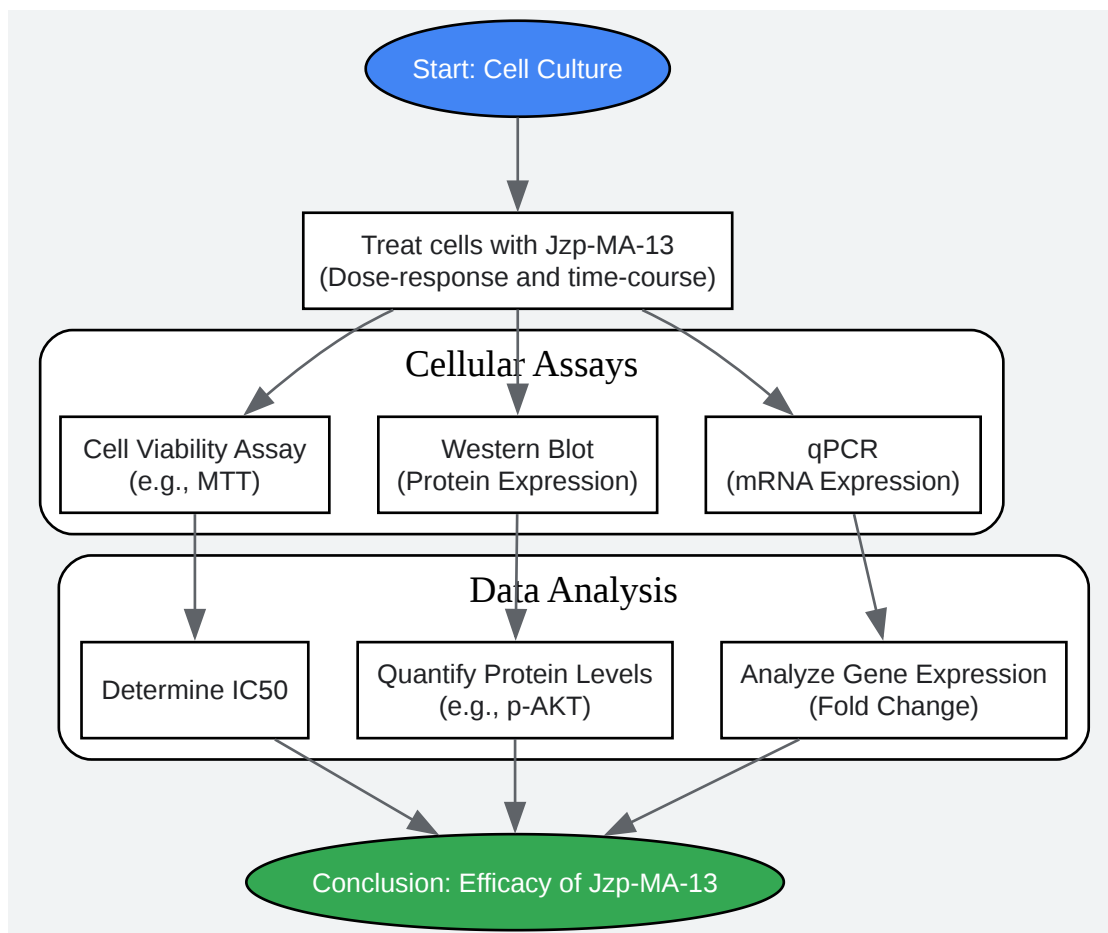 Start: Cell Culture
Treat cells with Jzp-MA-13
(Dose-response and time-course)
Cellular Assays
Cell Viability Assay
(e.g., MTT)
Western Blot
(Protein Expression)
qPCR
(mRNA Expression)
Data Analysis
Determine IC50
Quantify Protein Levels
(e.g., p-AKT)
Analyze Gene Expression
(Fold Change)
Conclusion: Efficacy of Jzp-MA-13